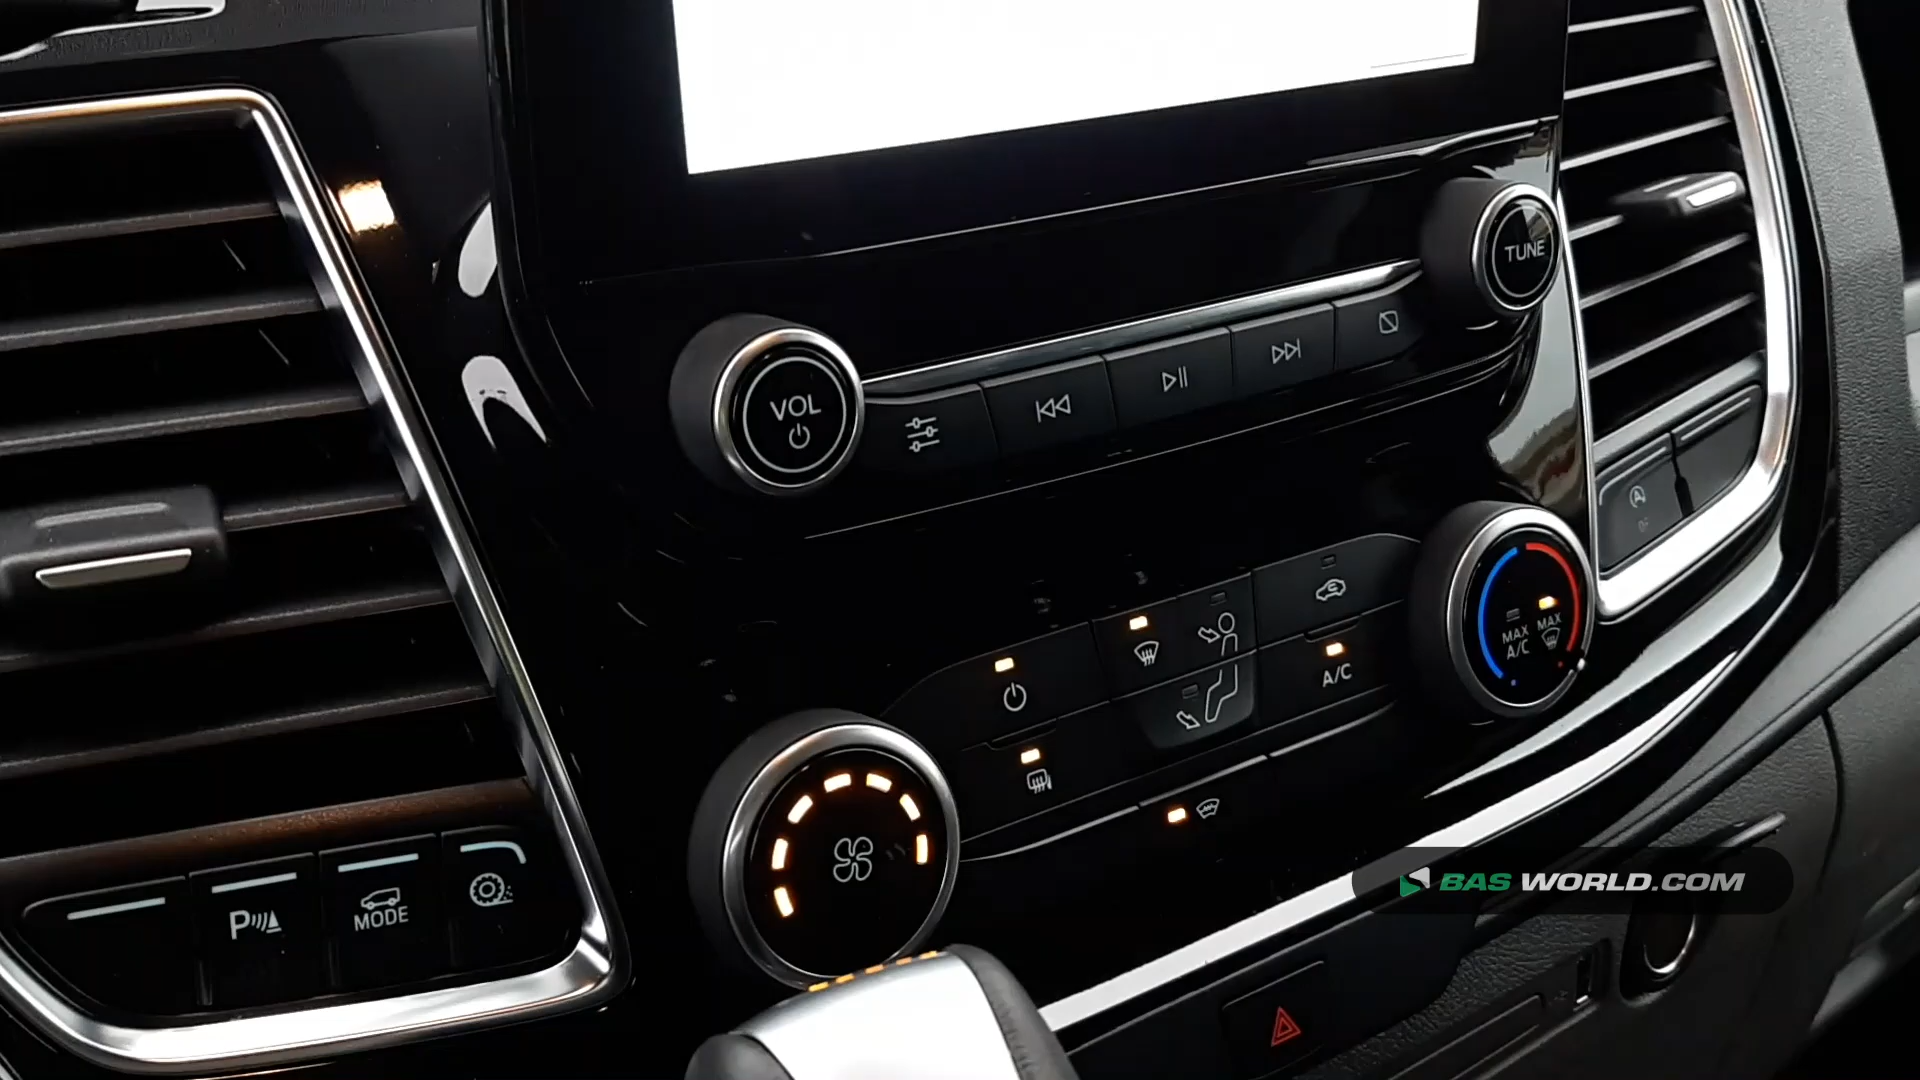 TUNE
VOL
MAX
A/C
MAX
A/C
P
MODE
BAS WORLD.COM